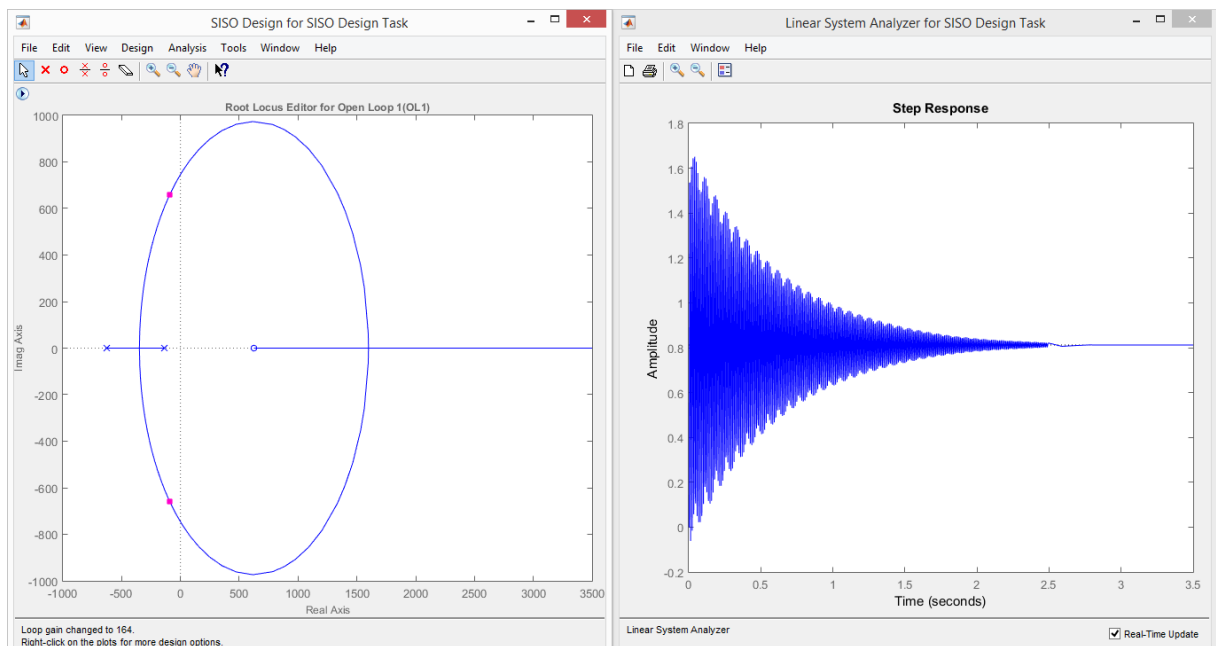 SISO Design for SISO Design Task
File Edit View Design Analysis Tools Window Help
Root Locus Editor for Open Loop 1(OL1)
1000
800
600
400
200
0
-200
-400
-600
-800
-1000
Imag Axis
-1000 -500 0 500 1000 1500 2000 2500 3000 3500
Real Axis
Loop gain changed to 164.
Right-click on the plots for more design options.
Linear System Analyzer for SISO Design Task
File Edit Window Help
Step Response
1.8
1.6
1.4
1.2
1
0.8
0.6
0.4
0.2
0
-0.2
Amplitude
0 0.5 1 1.5 2 2.5 3 3.5
Time (seconds)
Linear System Analyzer
Real-Time Update